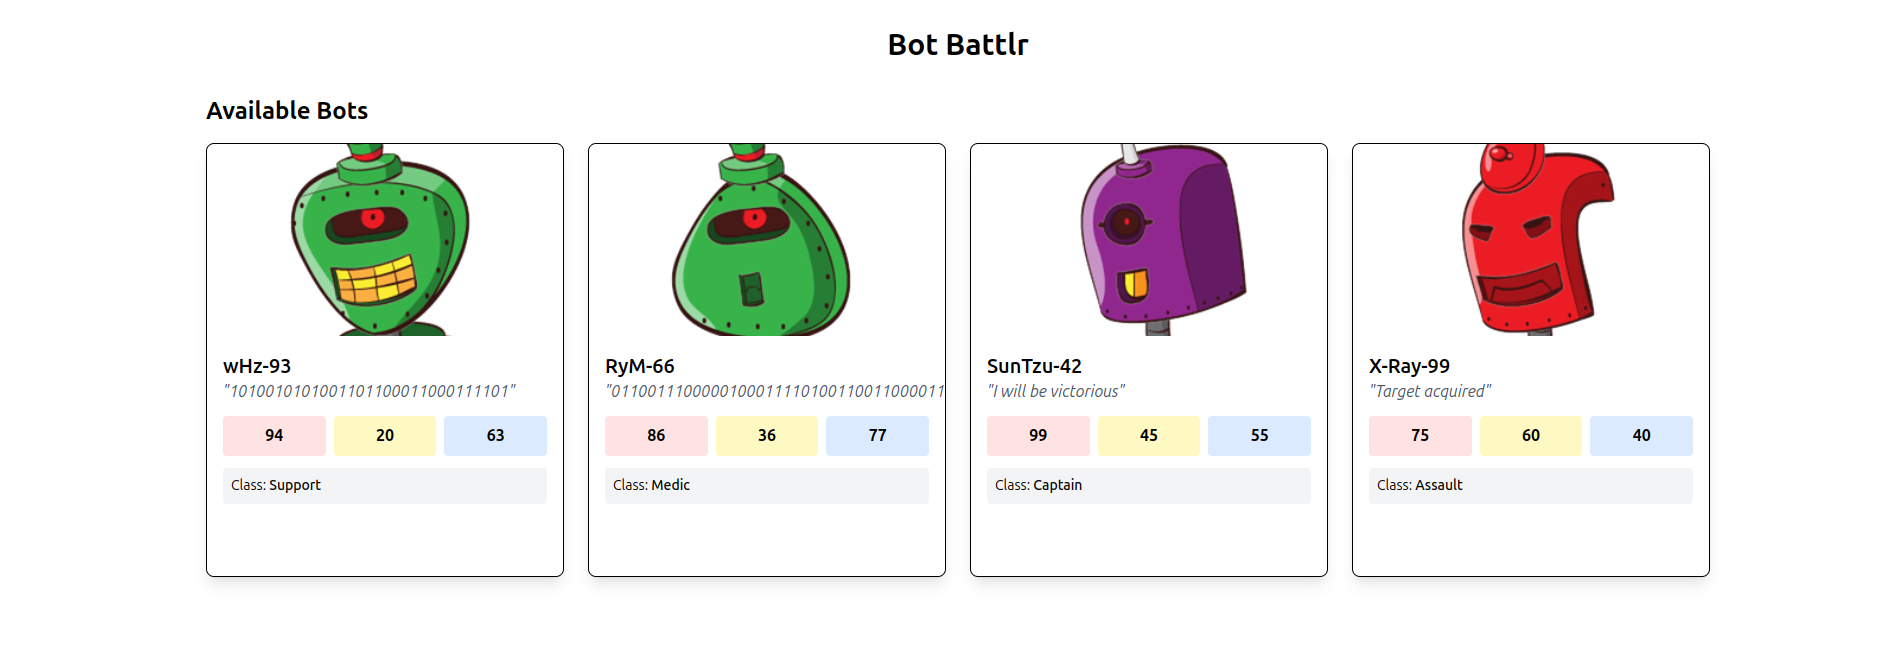 Bot Battlr
Available Bots
wHz-93
"1010010101001101100011000111101"
94 20 63
Class: Support
RyM-66
"0110011100000100011110100110011000011
86 36 77
Class: Medic
SunTzu-42
"I will be victorious"
99 45 55
Class: Captain
X-Ray-99
"Target acquired"
75 60 40
Class: Assault